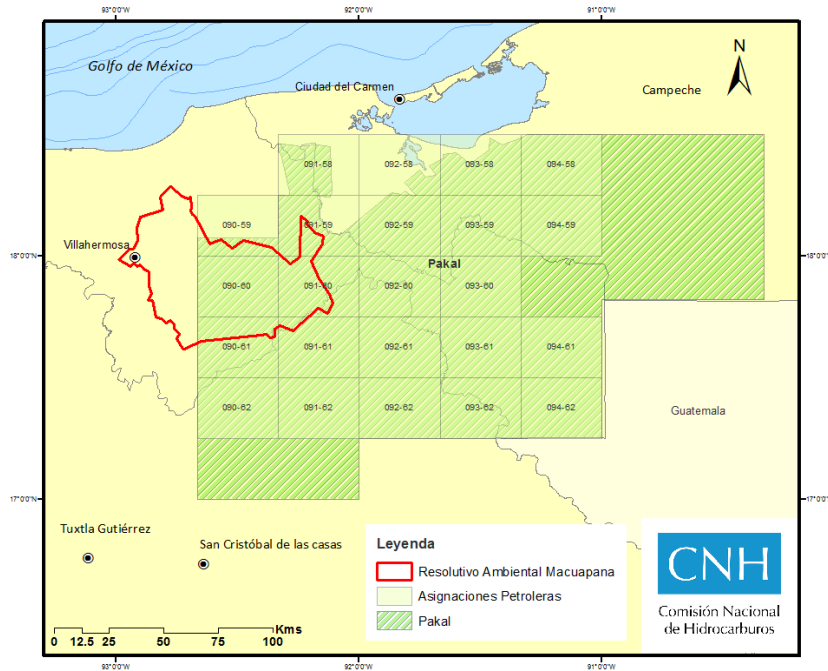 93°0'0"W 92°0'0"W 91°0'0"W
N
Golfo de México
Ciudad del Carmen
Campeche
091-58 092-58 093-58 094-58
090-59 091-59 092-59 093-59 094-59
Villahermosa
18°0'0"N 18°0'0"N
Pakal
090-60 091-60 092-60 093-60
090-61 091-61 092-61 093-61 094-61
090-62 091-62 092-62 093-62 094-62
Guatemala
17°0'0"N 17°0'0"N
Tuxtla Gutiérrez
San Cristóbal de las casas
Leyenda
Resolutivo Ambiental Macuapana
Asignaciones Petroleras
Pakal
CNH
Comisión Nacional
de Hidrocarburos
Kms
0 12.5 25 50 75 100
93°0'0"W 92°0'0"W 91°0'0"W